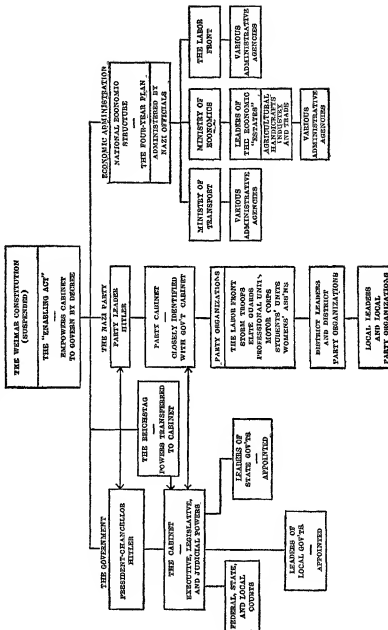 THE WEIMAR CONSTITUTION
(SUSPENDED)
THE "ENABLING ACT"
EMPOWERS CABINET
TO GOVERN BY DECREE
THE GOVERNMENT
PRESIDENT-CHANCELLOR
HITLER
THE CABINET
EXECUTIVE, LEGISLATIVE,
AND JUDICIAL POWERS
FEDERAL, STATE,
AND LOCAL
COURTS
LEADERS OF
LOCAL GOV'TS
APPOINTED
LEADERS OF
STATE GOV'TS
APPOINTED
THE REICHSTAG
POWERS TRANSFERRED
TO CABINET
THE NAZI PARTY
PARTY LEADER
HITLER
PARTY CABINET
CLOSELY IDENTIFIED
WITH GOV'T CABINET
PARTY ORGANIZATIONS
THE LABOR FRONT
STORM TROOPS
ELITE GUARDS
PROFESSIONAL UNITS
MOTOR CORPS
STUDENTS' UNITS
WOMENS' ASS'NS
DISTRICT LEADERS
AND DISTRICT
PARTY ORGANIZATIONS
LOCAL LEADERS
AND LOCAL
PARTY ORGANIZATIONS
ECONOMIC ADMINISTRATION
NATIONAL ECONOMIC
STRUCTURE
THE FOUR-YEAR PLAN
ADMINISTERED BY
NAZI OFFICIALS
MINISTRY OF
TRANSPORT
VARIOUS
ADMINISTRATIVE
AGENCIES
MINISTRY OF
ECONOMICS
LEADERS OF
THE ECONOMIC
"ESTATES"
AGRICULTURAL
HANDICRAFTS
INDUSTRY
AND TRADE
VARIOUS
ADMINISTRATIVE
AGENCIES
THE LABOR
FRONT
VARIOUS
ADMINISTRATIVE
AGENCIES